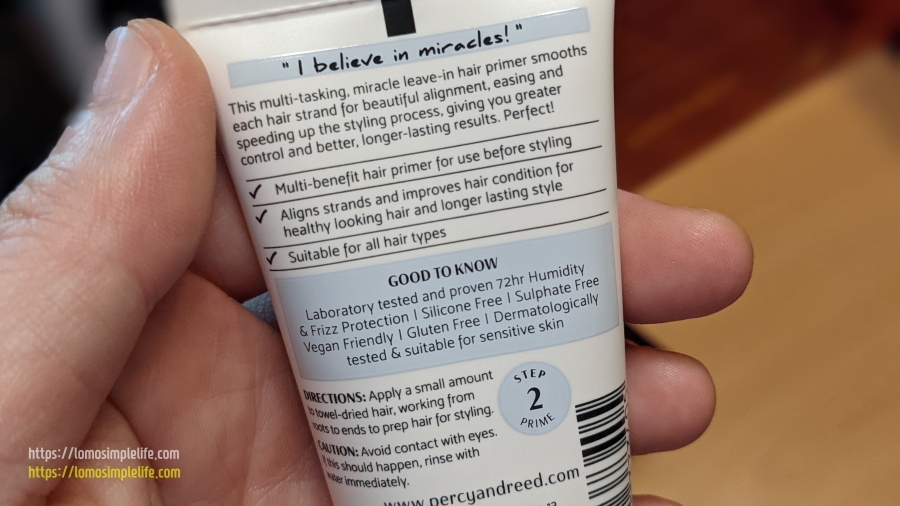 " I believe in miracles! "
This multi-tasking, miracle leave-in hair primer smooths
each hair strand for beautiful alignment, easing and
speeding up the styling process, giving you greater
control and better, longer-lasting results. Perfect!
✓ Multi-benefit hair primer for use before styling
✓ Aligns strands and improves hair condition for
healthy looking hair and longer lasting style
✓ Suitable for all hair types
GOOD TO KNOW
Laboratory tested and proven 72hr Humidity
& Frizz Protection | Silicone Free | Sulphate Free
Vegan Friendly | Gluten Free | Dermatologically
tested & suitable for sensitive skin
DIRECTIONS: Apply a small amount
to towel-dried hair, working from
roots to ends to prep hair for styling.
STEP
2
PRIME
CAUTION: Avoid contact with eyes.
If this should happen, rinse with
water immediately.
www.percyandreed.com
https://lomosimplelife.com
https://lomosimplelife.com